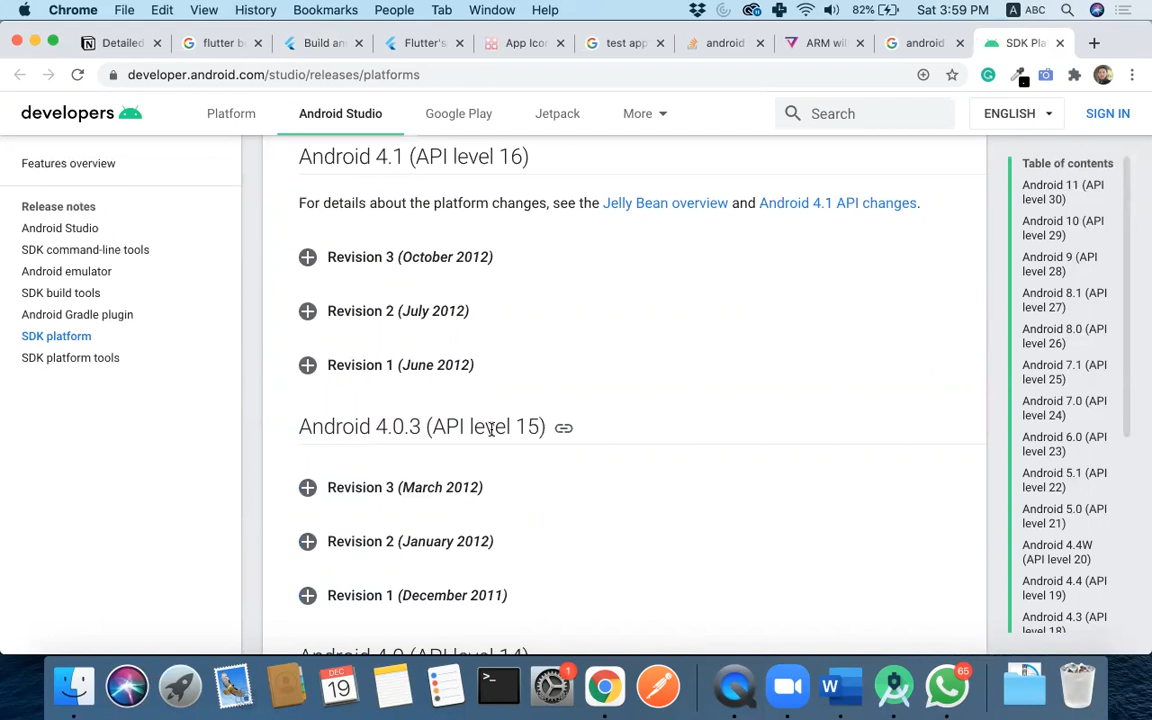 Chrome File Edit View History Bookmarks People Tab Window Help 82% Sat 3:59 PM A ABC
Detailed flutter b Build an Flutter's App Ico test app android ARM wil android SDK Pla
developer.android.com/studio/releases/platforms
developers Platform Android Studio Google Play Jetpack More Search ENGLISH SIGN IN
Features overview
Release notes
Android Studio
SDK command-line tools
Android emulator
SDK build tools
Android Gradle plugin
SDK platform
SDK platform tools
Android 4.1 (API level 16)
For details about the platform changes, see the Jelly Bean overview and Android 4.1 API changes.
Revision 3 (October 2012)
Revision 2 (July 2012)
Revision 1 (June 2012)
Android 4.0.3 (API level 15)
Revision 3 (March 2012)
Revision 2 (January 2012)
Revision 1 (December 2011)
Android 4.0 (API level 14)
Table of contents
Android 11 (API
level 30)
Android 10 (API
level 29)
Android 9 (API
level 28)
Android 8.1 (API
level 27)
Android 8.0 (API
level 26)
Android 7.1 (API
level 25)
Android 7.0 (API
level 24)
Android 6.0 (API
level 23)
Android 5.1 (API
level 22)
Android 5.0 (API
level 21)
Android 4.4W
(API level 20)
Android 4.4 (API
level 19)
Android 4.3 (API
level 18)
DEC
19
>_
1
W
65